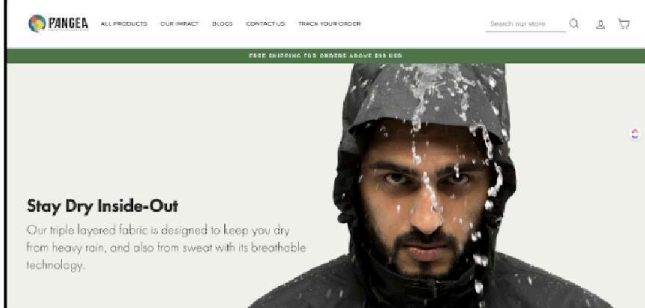 PANGEA
ALL PRODUCTS OUR IMPACT BLOGS CONTACT US TRACK YOUR ORDER Search our store
FREE SHIPPING FOR ORDERS ABOVE USD
Stay Dry Inside-Out
Our triple layered fabric is designed to keep you dry
from heavy rain, and also from sweat with its breathable
technology.